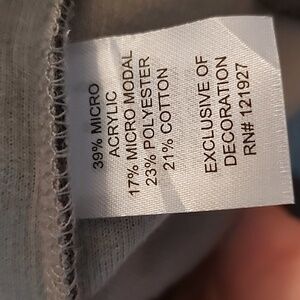 39% MICRO
ACRYLIC
17% MICRO MODAL
23% POLYESTER
21% COTTON
EXCLUSIVE OF
DECORATION
RN# 121927